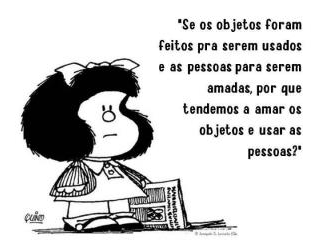 "Se os objetos foram
feitos pra serem usados
e as pessoas para serem
amadas, por que
tendemos a amar os
objetos e usar as
pessoas?"
QUINO